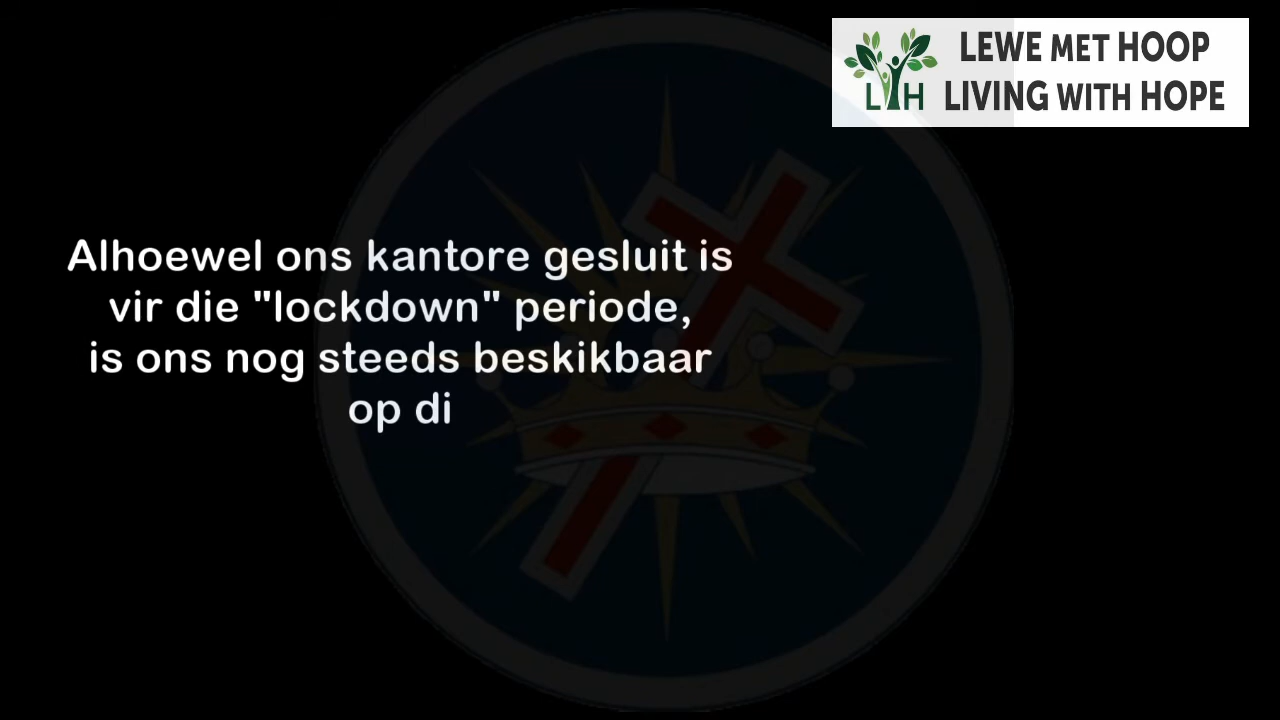 LEWE MET HOOP
LIVING WITH HOPE
LH
Alhoewel ons kantore gesluit is
vir die "lockdown" periode,
is ons nog steeds beskikbaar
op di